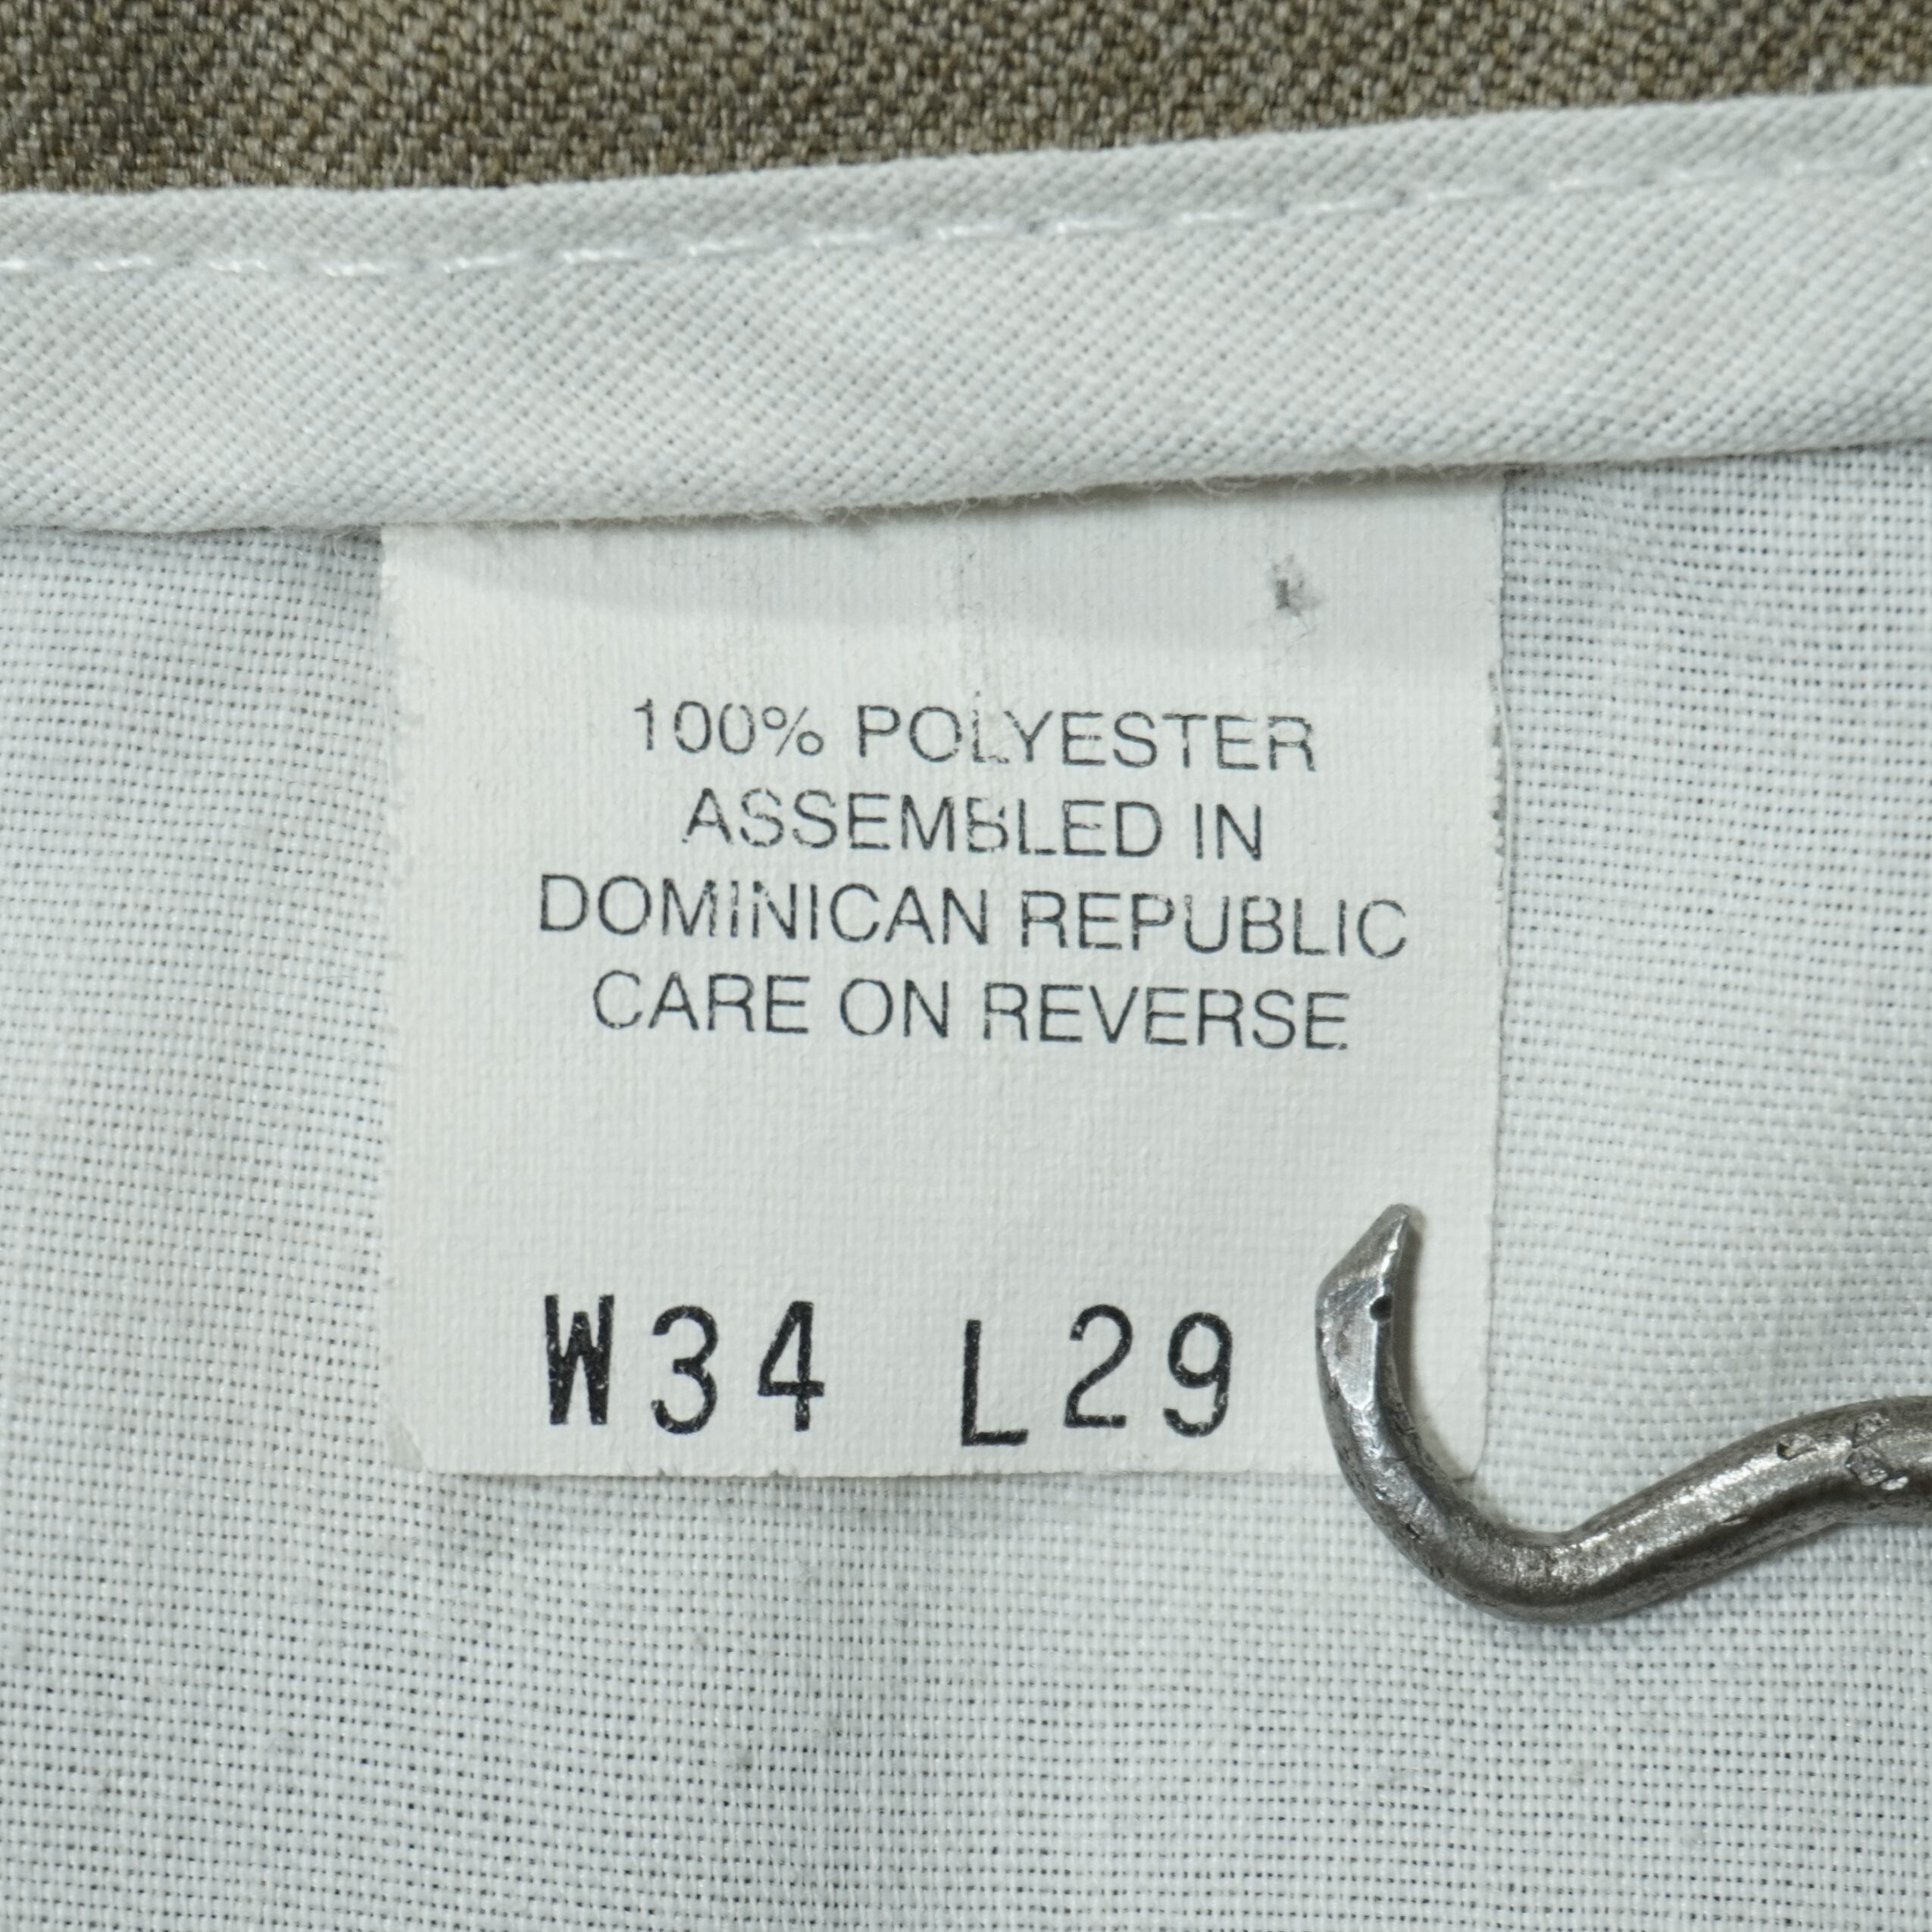 100% POLYESTER
ASSEMBLED IN
DOMINICAN REPUBLIC
CARE ON REVERSE
W34 L29